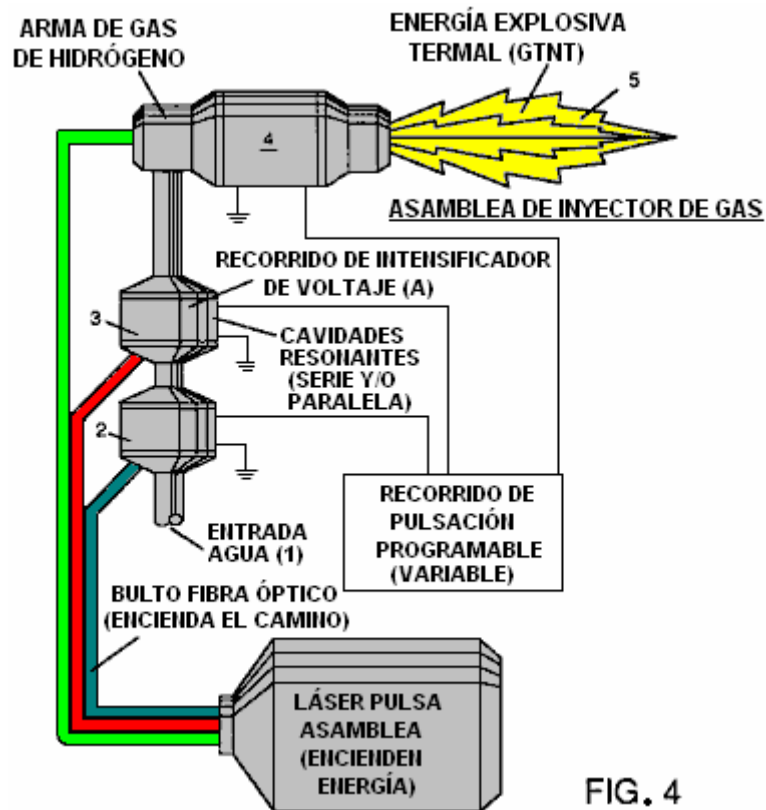 ARMA DE GAS
DE HIDRÓGENO
ENERGÍA EXPLOSIVA
TERMAL (GTNT)
5
4
ASAMBLEA DE INYECTOR DE GAS
RECORRIDO DE INTENSIFICADOR
DE VOLTAJE (A)
3
CAVIDADES
RESONANTES
(SERIE Y/O
PARALELA)
2
ENTRADA
AGUA (1)
RECORRIDO DE
PULSACIÓN
PROGRAMABLE
(VARIABLE)
BULTO FIBRA ÓPTICO
(ENCIENDA EL CAMINO)
LÁSER PULSA
ASAMBLEA
(ENCIENDEN
ENERGÍA)
FIG. 4